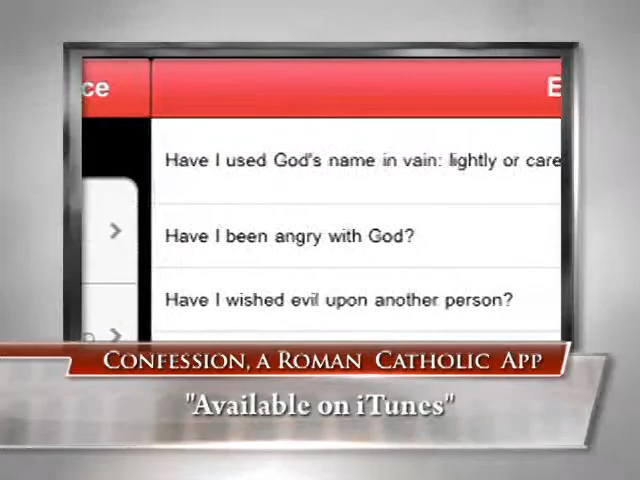 ce
E
Have I used God's name in vain: lightly or care
Have I been angry with God?
Have I wished evil upon another person?
CONFESSION, A ROMAN CATHOLIC APP
"Available on iTunes"